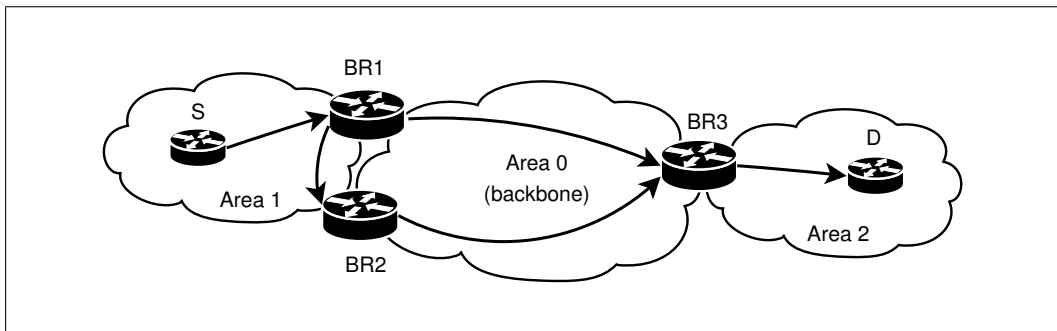 BR1
S
BR3
D
Area 0
(backbone)
Area 1
Area 2
BR2